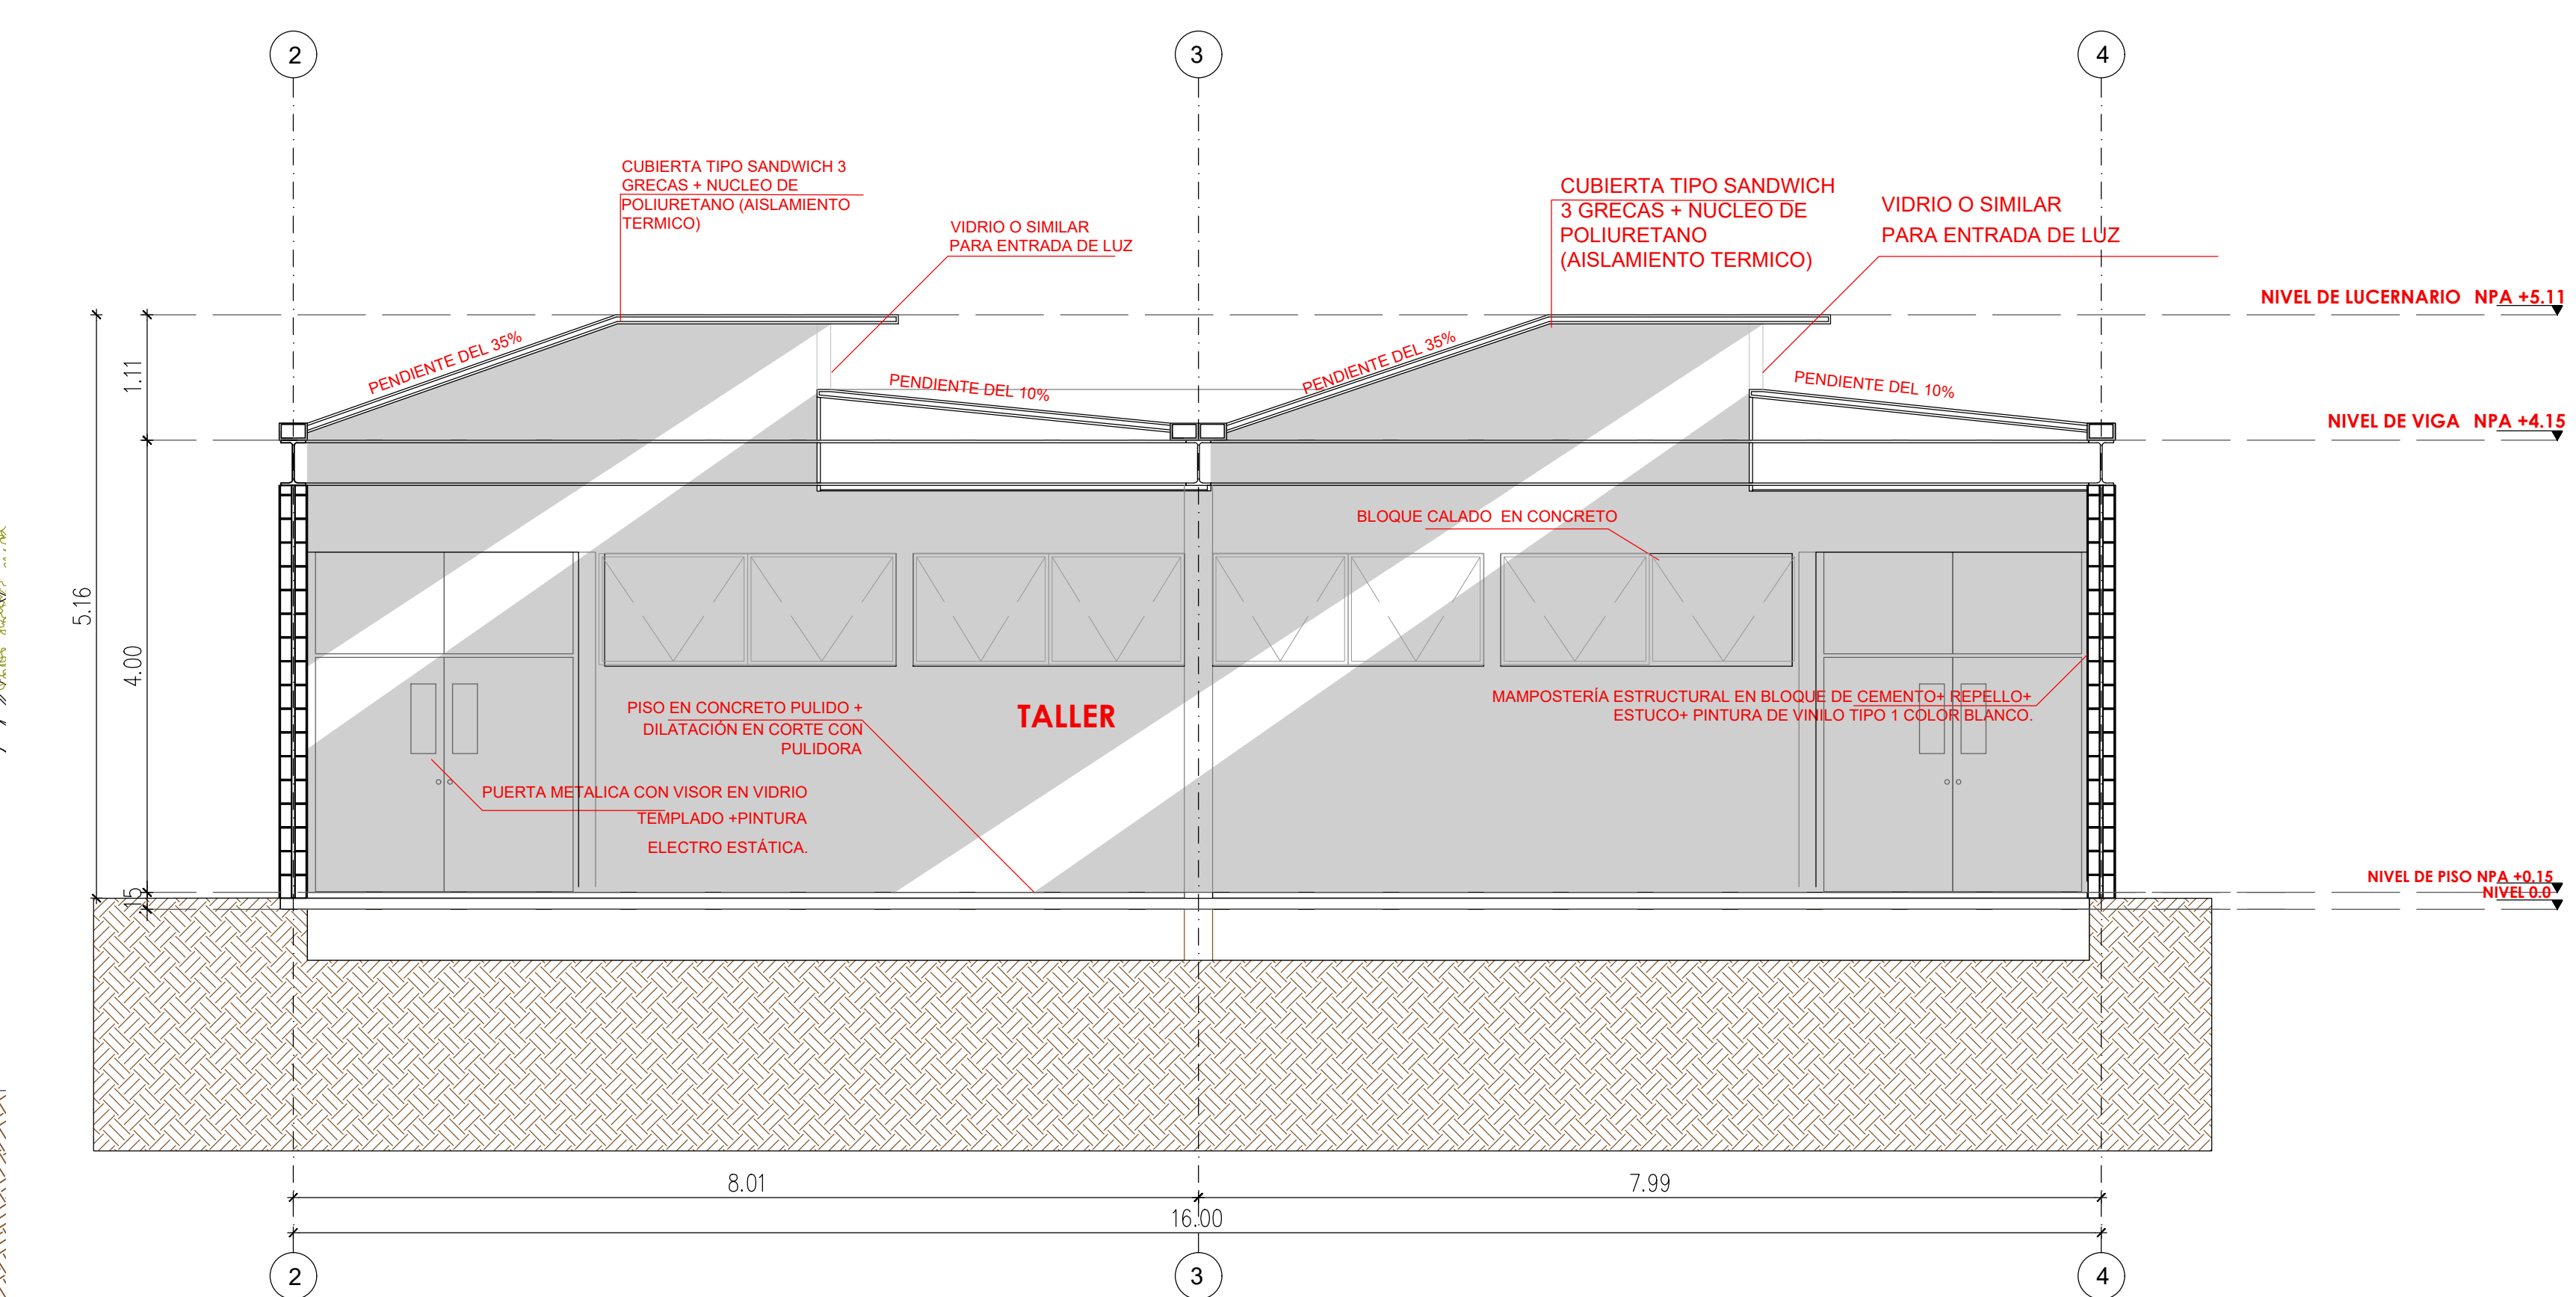 2
3
4
CUBIERTA TIPO SANDWICH 3
GRECAS + NUCLEO DE
POLIURETANO (AISLAMIENTO
TERMICO)
VIDRIO O SIMILAR
PARA ENTRADA DE LUZ
CUBIERTA TIPO SANDWICH
3 GRECAS + NUCLEO DE
POLIURETANO
(AISLAMIENTO TERMICO)
VIDRIO O SIMILAR
PARA ENTRADA DE LUZ
NIVEL DE LUCERNARIO NPA +5.11
PENDIENTE DEL 35%
PENDIENTE DEL 10%
PENDIENTE DEL 35%
PENDIENTE DEL 10%
NIVEL DE VIGA NPA +4.15
1.11
5.16
4.00
.15
BLOQUE CALADO EN CONCRETO
PISO EN CONCRETO PULIDO +
DILATACIÓN EN CORTE CON
PULIDORA
TALLER
MAMPOSTERÍA ESTRUCTURAL EN BLOQUE DE CEMENTO+ REPELLO+
ESTUCO+ PINTURA DE VINILO TIPO 1 COLOR BLANCO.
PUERTA METALICA CON VISOR EN VIDRIO
TEMPLADO +PINTURA
ELECTRO ESTÁTICA.
NIVEL DE PISO NPA +0.15
NIVEL 0.0
8.01
7.99
16.00
2
3
4